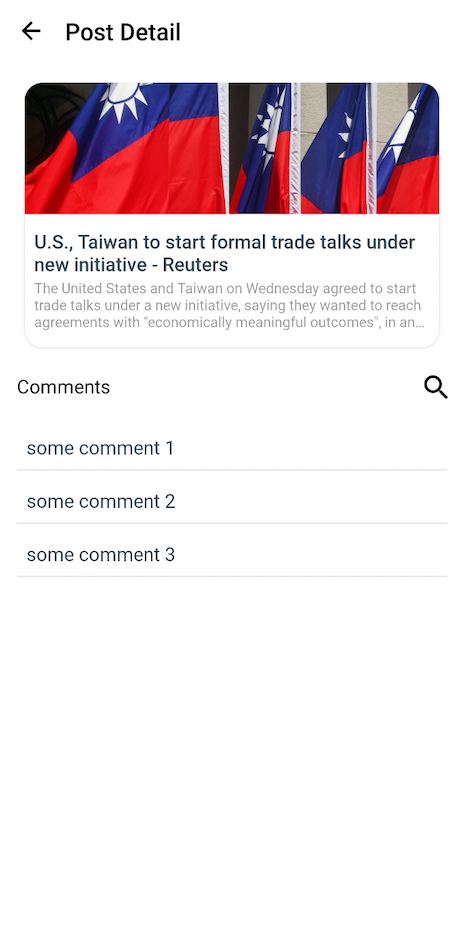 Post Detail
U.S., Taiwan to start formal trade talks under
new initiative - Reuters
The United States and Taiwan on Wednesday agreed to start
trade talks under a new initiative, saying they wanted to reach
agreements with "economically meaningful outcomes", in an...
Comments
some comment 1
some comment 2
some comment 3